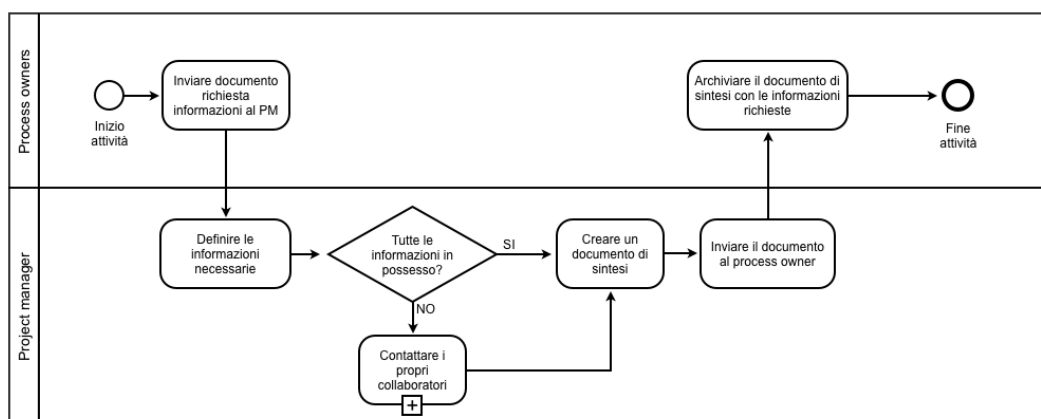 Process owners
Inizio
attività
Inviare documento
richiesta
informazioni al PM
Archiviare il documento di
sintesi con le informazioni
richieste
Fine
attività
Project manager
Definire le
informazioni
necessarie
Tutte le
informazioni in
possesso?
SI
NO
Creare un
documento di
sintesi
Inviare il documento
al process owner
Contattare i
propri
collaboratori